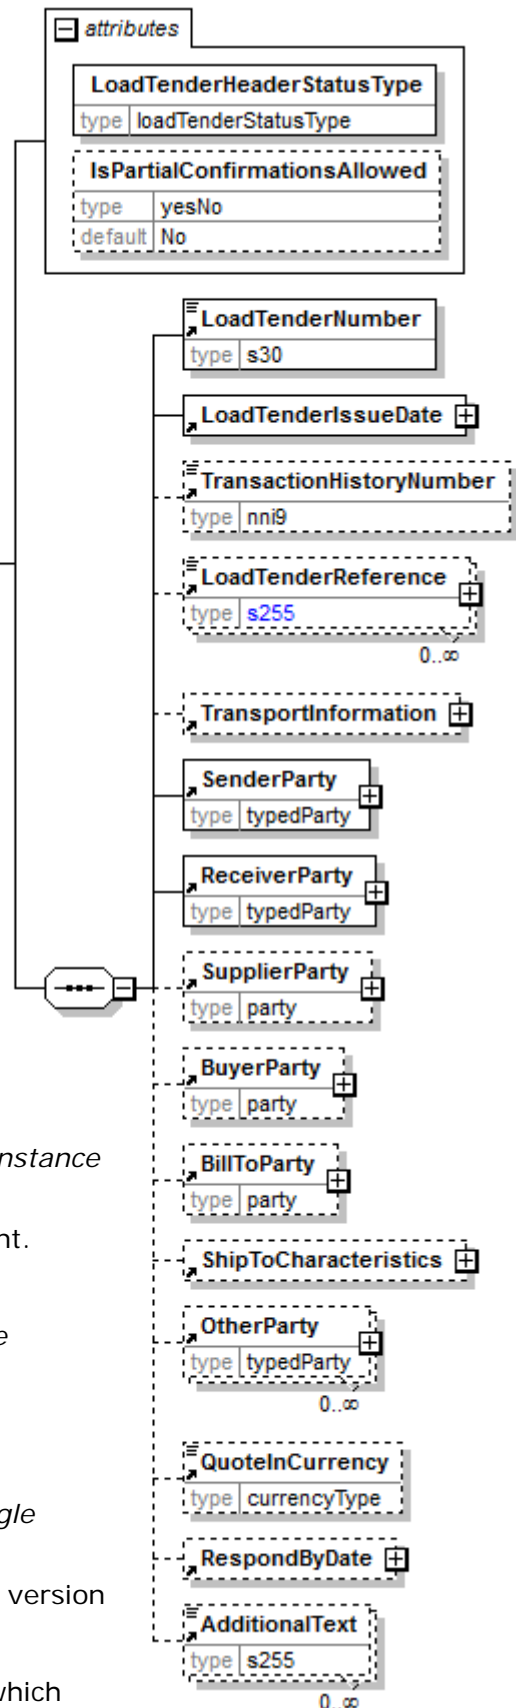 attributes
LoadTenderHeaderStatusType
type loadTenderStatusType
IsPartialConfirmationsAllowed
type yesNo
default No
LoadTenderNumber
type s30
LoadTenderIssueDate
TransactionHistoryNumber
type nni9
LoadTenderReference
type s255
0..∞
TransportInformation
SenderParty
type typedParty
ReceiverParty
type typedParty
SupplierParty
type party
BuyerParty
type party
BillToParty
type party
ShipToCharacteristics
OtherParty
type typedParty
0..∞
QuoteInCurrency
type currencyType
RespondByDate
AdditionalText
type s255
0..∞
nstance
nt.
e
gle
version
which